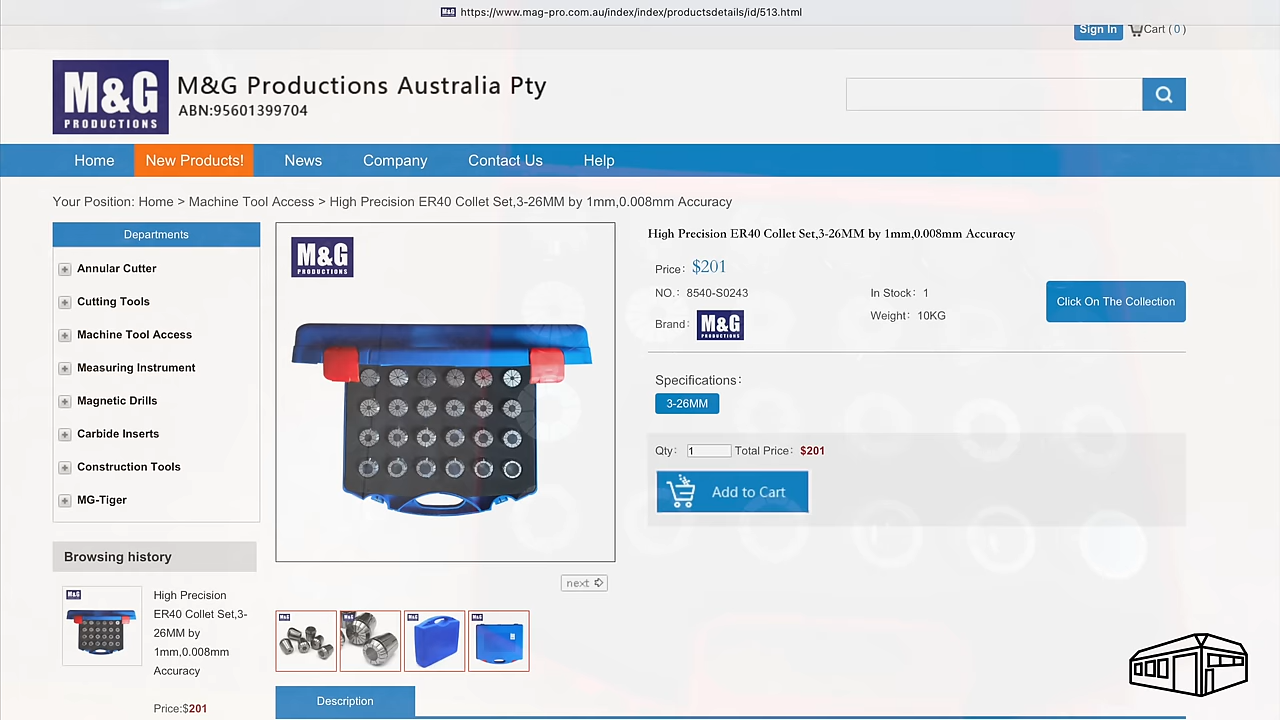 M&G https://www.mag-pro.com.au/index/index/productsdetails/id/513.html
Sign In Cart ( 0 )
M&G PRODUCTIONS
M&G Productions Australia Pty
ABN:95601399704
Home New Products! News Company Contact Us Help
Your Position: Home > Machine Tool Access > High Precision ER40 Collet Set,3-26MM by 1mm,0.008mm Accuracy
Departments
Annular Cutter
Cutting Tools
Machine Tool Access
Measuring Instrument
Magnetic Drills
Carbide Inserts
Construction Tools
MG-Tiger
Browsing history
M&G
High Precision
ER40 Collet Set,3-
26MM by
1mm,0.008mm
Accuracy
Price:$201
M&G
PRODUCTIONS
next
M&G M&G M&G M&G
Description
High Precision ER40 Collet Set,3-26MM by 1mm,0.008mm Accuracy
Price: $201
NO.: 8540-S0243 In Stock: 1
Weight: 10KG
Brand: M&G PRODUCTIONS
Click On The Collection
Specifications:
3-26MM
Qty: 1 Total Price: $201
Add to Cart